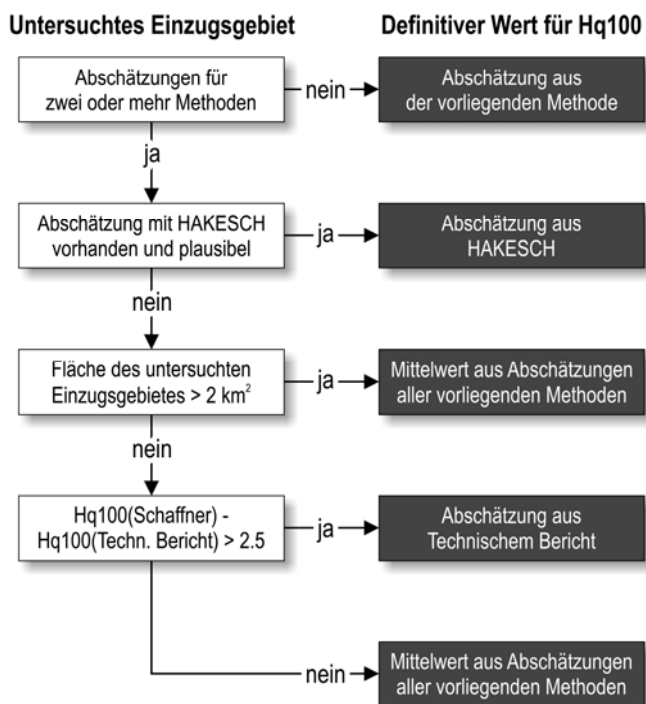 Untersuchtes Einzugsgebiet
Definitiver Wert für Hq100
Abschätzungen für
zwei oder mehr Methoden
nein
Abschätzung aus
der vorliegenden Methode
ja
Abschätzung mit HAKESCH
vorhanden und plausibel
ja
Abschätzung aus
HAKESCH
nein
Fläche des untersuchten
Einzugsgebietes > 2 km²
ja
Mittelwert aus Abschätzungen
aller vorliegenden Methoden
nein
Hq100(Schaffner) -
Hq100(Techn. Bericht) > 2.5
ja
Abschätzung aus
Technischem Bericht
nein
Mittelwert aus Abschätzungen
aller vorliegenden Methoden